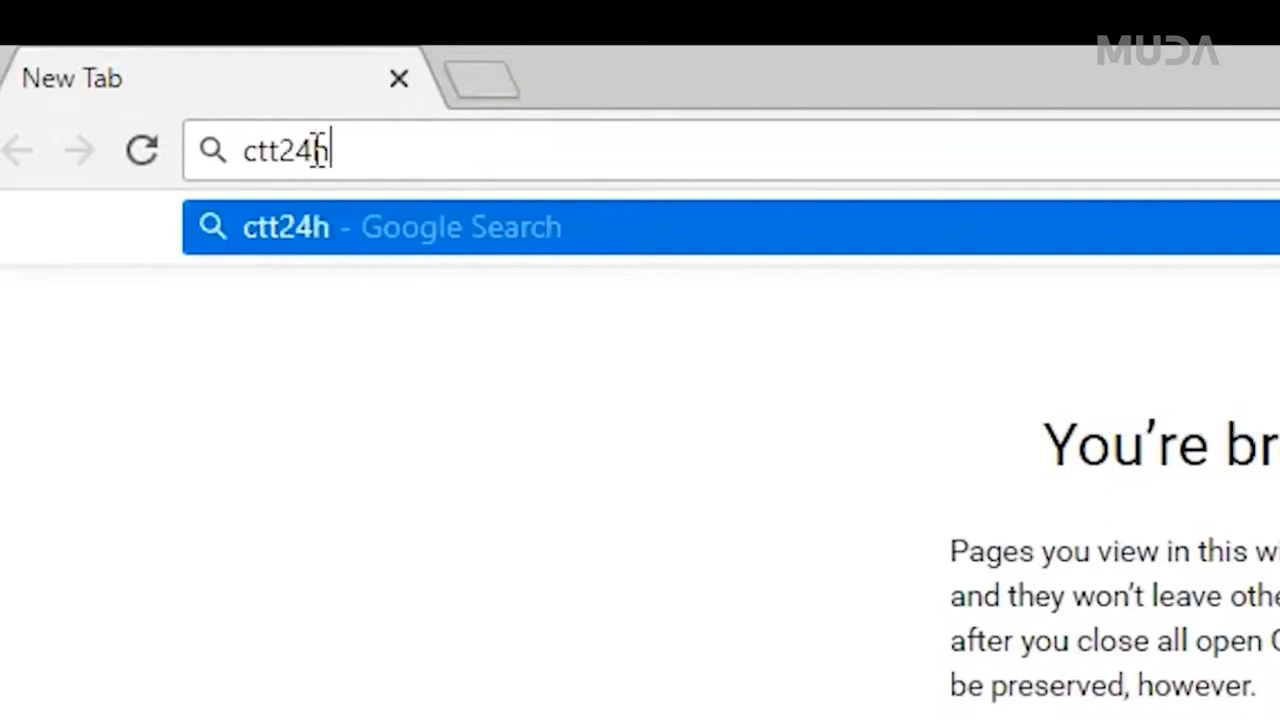 MUDA
New Tab
ctt24h
ctt24h - Google Search
You’re br
Pages you view in this wi
and they won’t leave othe
after you close all open C
be preserved, however.